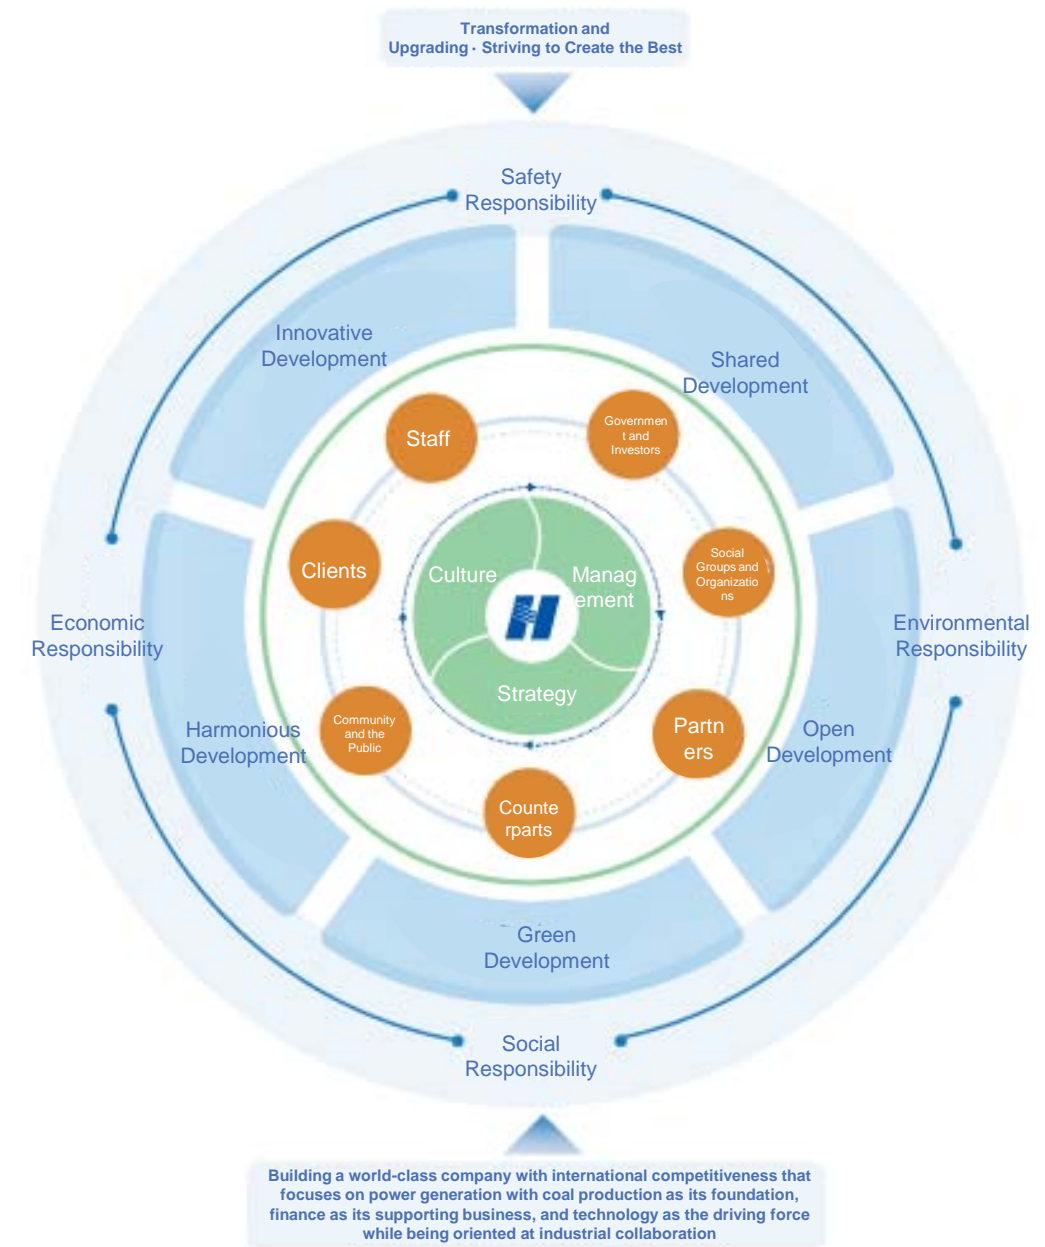 Transformation and
Upgrading · Striving to Create the Best
Safety
Responsibility
Innovative
Development
Shared
Development
Staff
Governmen
t and
Investors
Clients
Social
Groups and
Organizatio
ns
Culture
Manag
ement
H
Strategy
Economic
Responsibility
Environmental
Responsibility
Harmonious
Development
Community
and the
Public
Partn
ers
Open
Development
Counte
rparts
Green
Development
Social
Responsibility
Building a world-class company with international competitiveness that
focuses on power generation with coal production as its foundation,
finance as its supporting business, and technology as the driving force
while being oriented at industrial collaboration